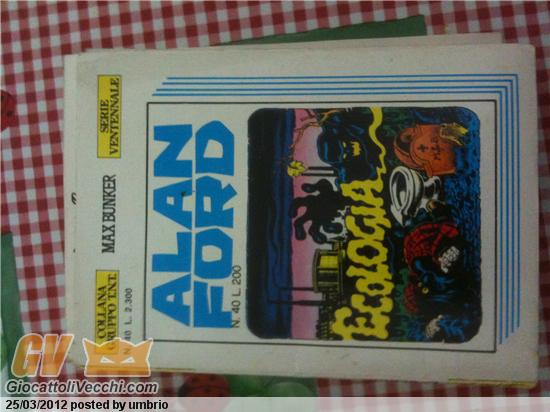 COLLANA
GRUPPO T.N.T.
N. 40 L. 2.300
MAX BUNKER
SERIE
VENTENNALE
ALAN
FORD
N. 40 L. 200
ECOLOGIA
GV
GiocattoliVecchi.com
25/03/2012 posted by umbrio